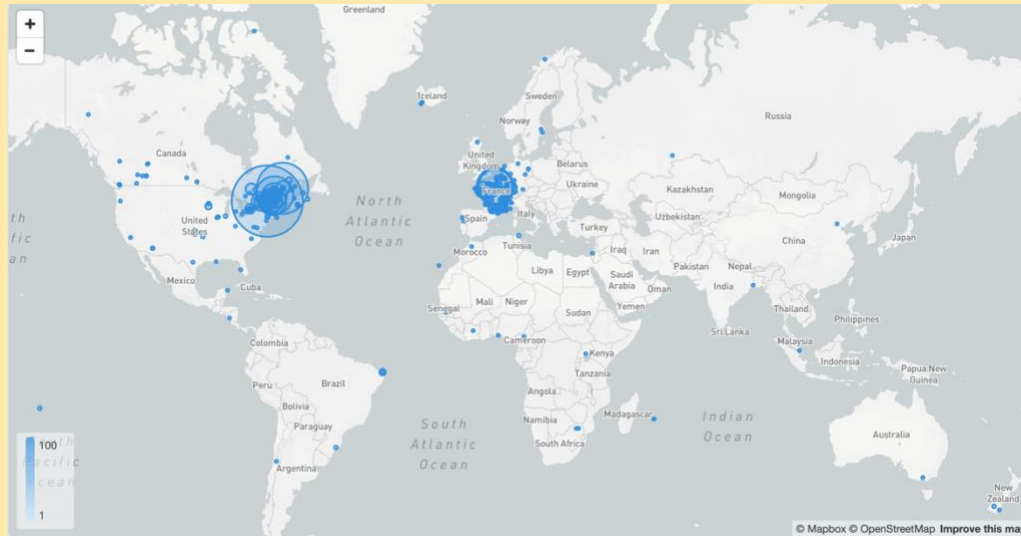 +
−
Greenland
Iceland
Sweden
Norway
Russia
Canada
United
Kingdom
Belarus
Ukraine
France
Kazakhstan
Mongolia
North
Atlantic
Ocean
United
States
Spain
Italy
Uzbekistan
Turkey
China
Japan
Tunisia
Morocco
Iraq
Iran
Pakistan
Nepal
Mexico
Cuba
Libya
Egypt
Saudi
Arabia
Oman
India
Mali
Niger
Yemen
Thailand
Senegal
Sudan
Philippines
Sri Lanka
Cameroon
Colombia
Malaysia
Kenya
Indonesia
Tanzania
Papua New
Guinea
Peru
Brazil
Angola
Bolivia
Namibia
Madagascar
Indian
Ocean
South
Atlantic
Ocean
Paraguay
South Africa
Australia
100
1
Argentina
New
Zealand
© Mapbox © OpenStreetMap Improve this map